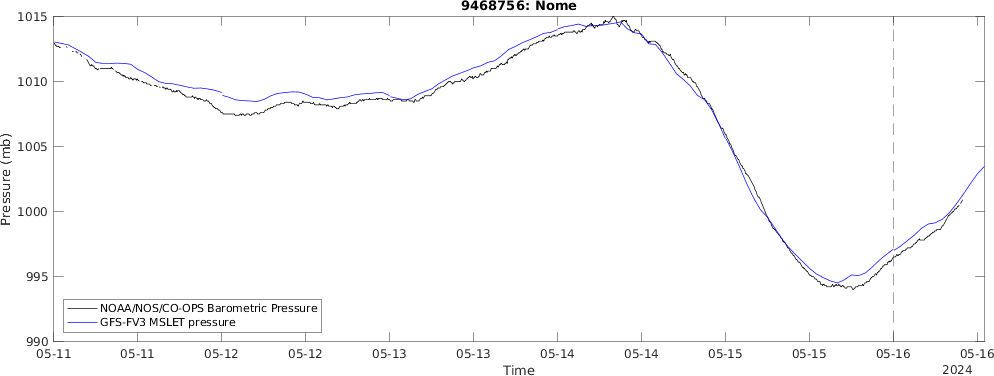 9468756: Nome
1015
1010
1005
1000
995
990
Pressure (mb)
NOAA/NOS/CO-OPS Barometric Pressure
GFS-FV3 MSLET pressure
05-11 05-11 05-12 05-12 05-13 05-13 05-14 05-14 05-15 05-15 05-16 05-16
Time
2024